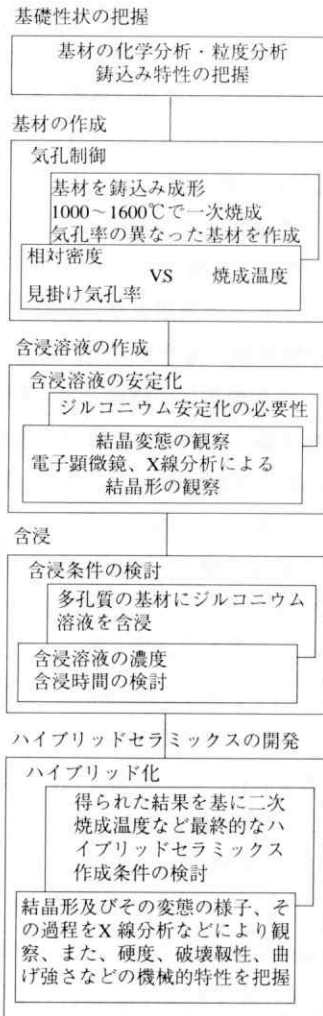 基礎性状の把握
基材の化学分析・粒度分析
鋳込み特性の把握
基材の作成
気孔制御
基材を鋳込み成形
1000~1600℃で一次焼成
気孔率の異なった基材を作成
相対密度
VS 焼成温度
見掛け気孔率
含浸溶液の作成
含浸溶液の安定化
ジルコニウム安定化の必要性
結晶変態の観察
電子顕微鏡、X線分析による
結晶形の観察
含浸
含浸条件の検討
多孔質の基材にジルコニウム
溶液を含浸
含浸溶液の濃度
含浸時間の検討
ハイブリッドセラミックスの開発
ハイブリッド化
得られた結果を基に二次
焼成温度など最終的なハ
イブリッドセラミックス
作成条件の検討
結晶形及びその変態の様子、そ
の過程をX線分析などにより観
察、また、硬度、破壊靱性、曲
げ強さなどの機械的特性を把握